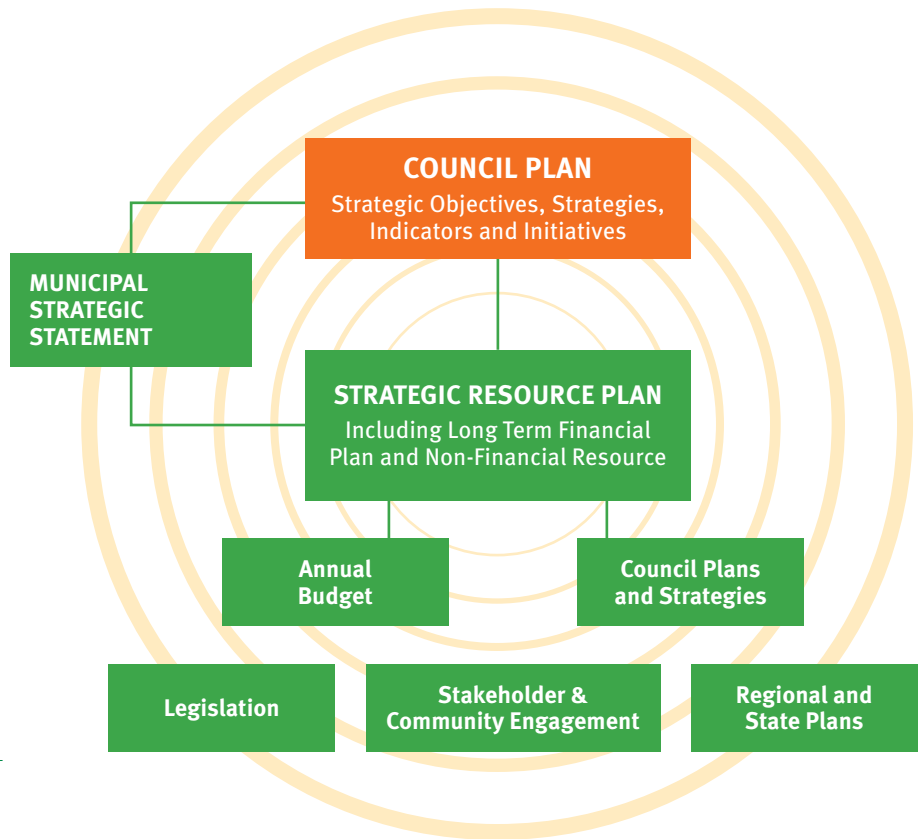 COUNCIL PLAN
Strategic Objectives, Strategies,
Indicators and Initiatives
MUNICIPAL
STRATEGIC
STATEMENT
STRATEGIC RESOURCE PLAN
Including Long Term Financial
Plan and Non-Financial Resource
Annual
Budget
Council Plans
and Strategies
Legislation
Stakeholder &
Community Engagement
Regional and
State Plans